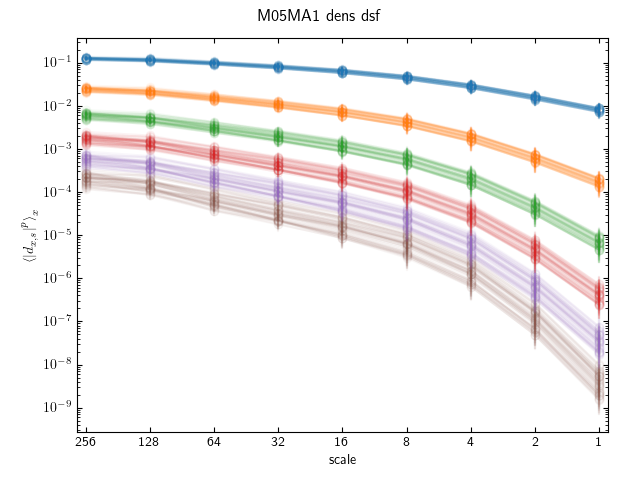 M05MA1 dens dsf
⟨|d_{x,s}|^p⟩_x
10^{-1}
10^{-2}
10^{-3}
10^{-4}
10^{-5}
10^{-6}
10^{-7}
10^{-8}
10^{-9}
256 128 64 32 16 8 4 2 1
scale